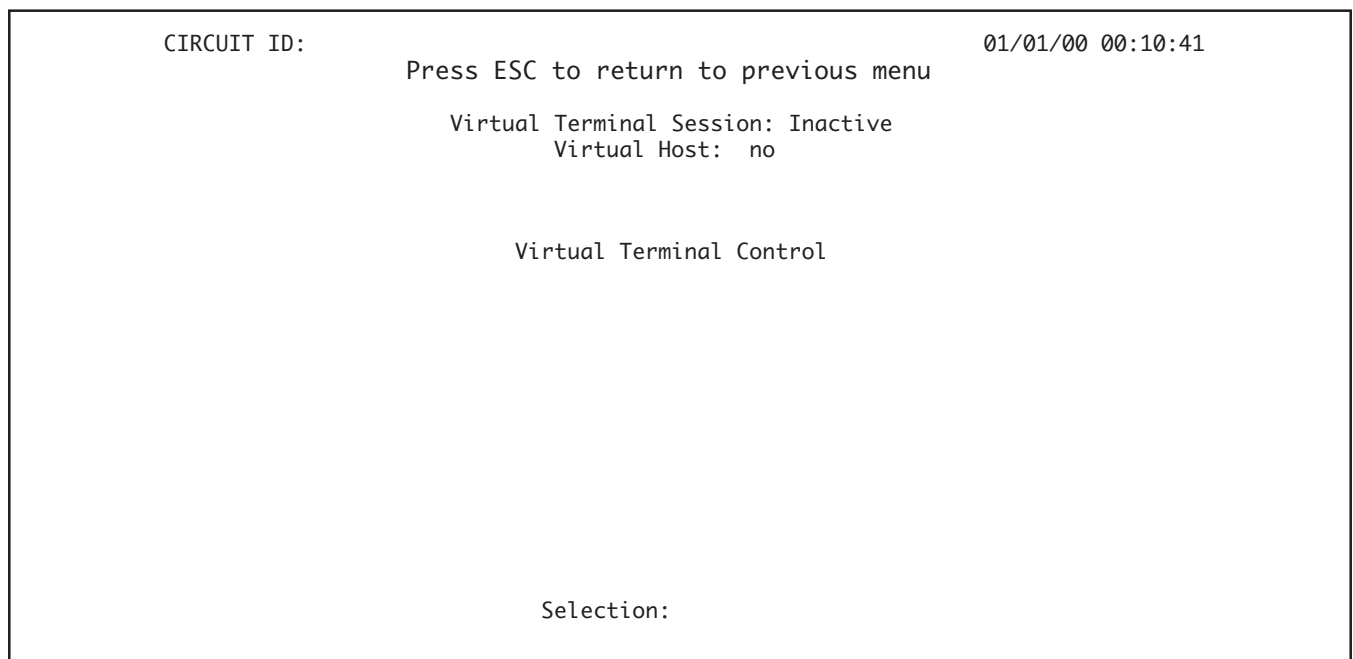 CIRCUIT ID: 01/01/00 00:10:41
Press ESC to return to previous menu
Virtual Terminal Session: Inactive
Virtual Host: no
Virtual Terminal Control
Selection: